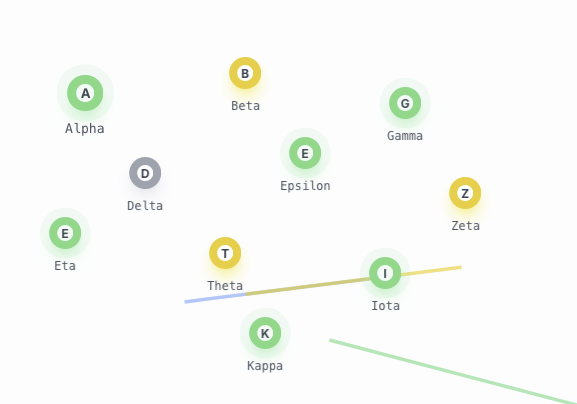 B
Beta
A
Alpha
G
Gamma
E
Epsilon
D
Delta
Z
Zeta
E
Eta
T
Theta
I
Iota
K
Kappa